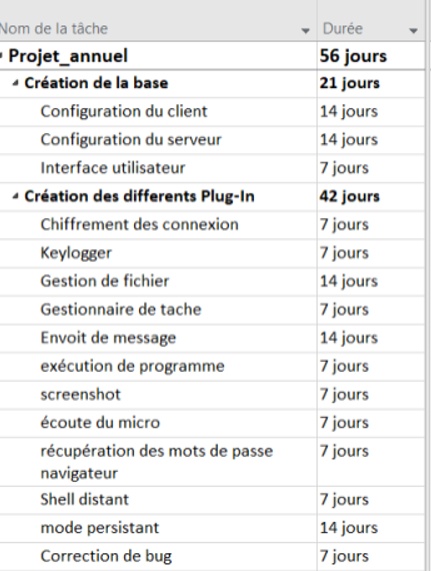 Nom de la tâche Durée
Projet_annuel 56 jours
Création de la base 21 jours
Configuration du client 14 jours
Configuration du serveur 14 jours
Interface utilisateur 7 jours
Création des differents Plug-In 42 jours
Chiffrement des connexion 7 jours
Keylogger 7 jours
Gestion de fichier 14 jours
Gestionnaire de tache 7 jours
Envoit de message 14 jours
exécution de programme 7 jours
screenshot 7 jours
écoute du micro 7 jours
récupération des mots de passe 7 jours
navigateur
Shell distant 7 jours
mode persistant 14 jours
Correction de bug 7 jours